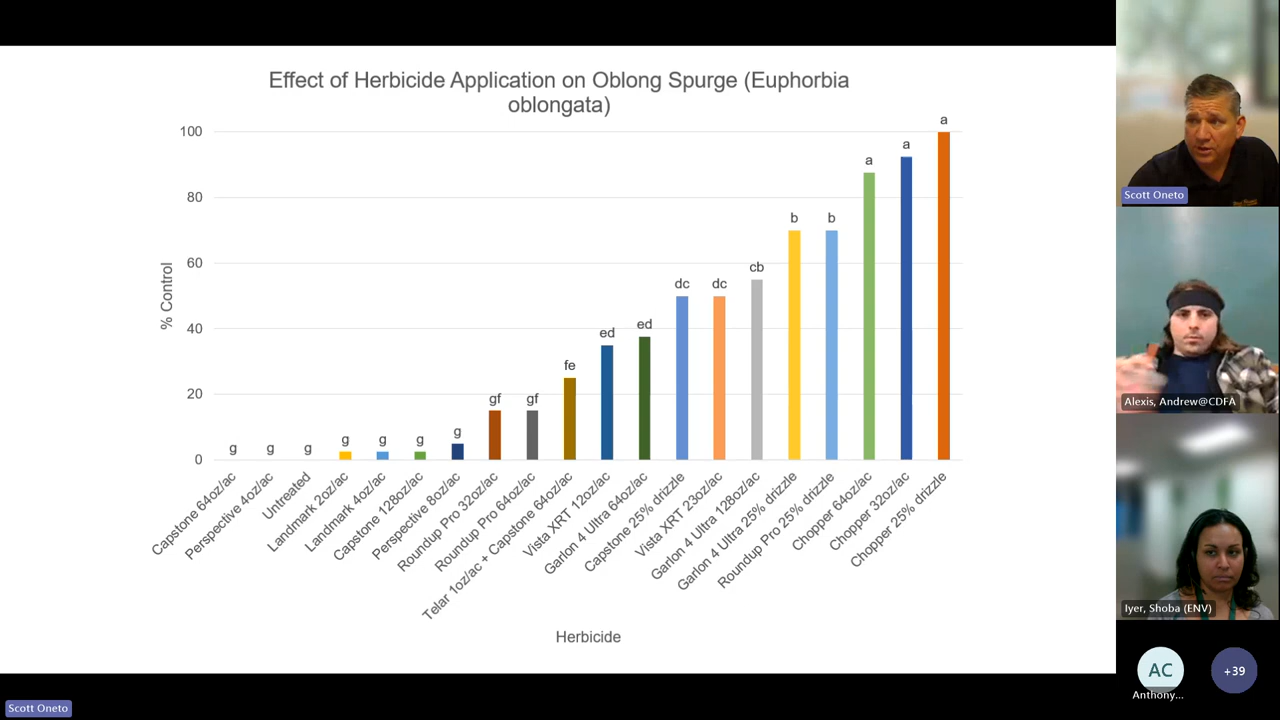 Effect of Herbicide Application on Oblong Spurge (Euphorbia
oblongata)
% Control
100
80
60
40
20
0
g
g
g
g
g
g
g
gf
gf
fe
ed
ed
dc
dc
cb
b
b
a
a
a
Capstone 64oz/ac
Perspective 4oz/ac
Untreated
Landmark 2oz/ac
Landmark 4oz/ac
Capstone 128oz/ac
Perspective 8oz/ac
Roundup Pro 32oz/ac
Roundup Pro 64oz/ac
Telar 1oz/ac + Capstone 64oz/ac
Vista XRT 12oz/ac
Garlon 4 Ultra 64oz/ac
Capstone 25% drizzle
Vista XRT 23oz/ac
Garlon 4 Ultra 128oz/ac
Garlon 4 Ultra 25% drizzle
Roundup Pro 25% drizzle
Chopper 64oz/ac
Chopper 32oz/ac
Chopper 25% drizzle
Herbicide
Scott Oneto
Alexis, Andrew@CDFA
Iyer, Shoba (ENV)
AC
Anthony...
+39
Scott Oneto